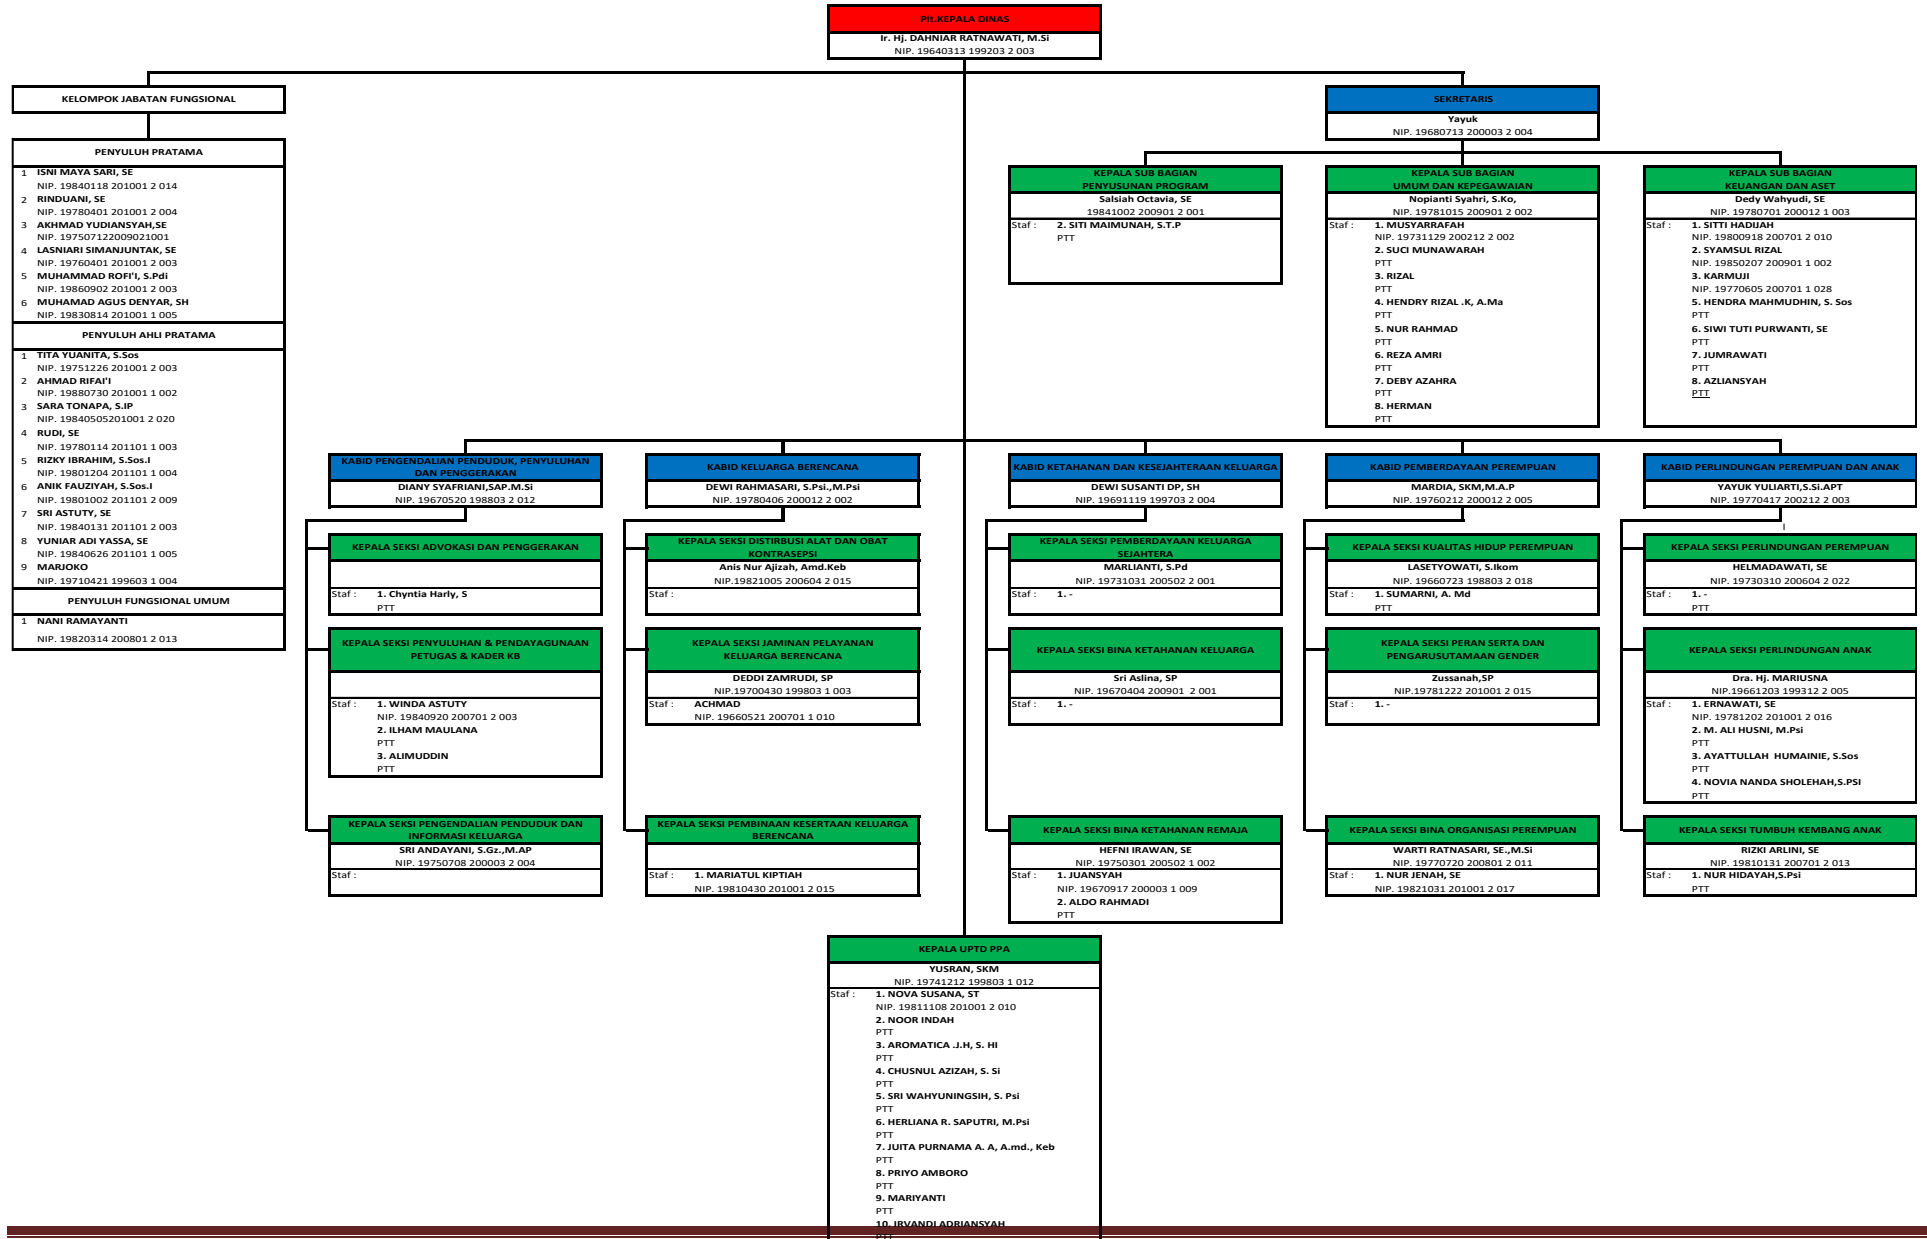 Plt.KEPALA DINAS
Ir. Hj. DAHNIAR RATNAWATI, M.Si
NIP. 19640313 199203 2 003
KELOMPOK JABATAN FUNGSIONAL
PENYULUH PRATAMA
1 ISNI MAYA SARI, SE
NIP. 19840118 201001 2 014
2 RINDUANI, SE
NIP. 19780401 201001 2 004
3 AKHMAD YUDIANSYAH,SE
NIP. 197507122009021001
4 LASNIARI SIMANJUNTAK, SE
NIP. 19760401 201001 2 003
5 MUHAMMAD ROFI'I, S.Pdi
NIP. 19860902 201001 2 003
6 MUHAMAD AGUS DENYAR, SH
NIP. 19830814 201001 1 005
PENYULUH AHLI PRATAMA
1 TITA YUANITA, S.Sos
NIP. 19751226 201001 2 003
2 AHMAD RIFAI'I
NIP. 19880730 201001 1 002
3 SARA TONAPA, S.IP
NIP. 19840505201001 2 020
4 RUDI, SE
NIP. 19780114 201101 1 003
5 RIZKY IBRAHIM, S.Sos.I
NIP. 19801204 201101 1 004
6 ANIK FAUZIYAH, S.Sos.I
NIP. 19801002 201101 2 009
7 SRI ASTUTY, SE
NIP. 19840131 201101 2 003
8 YUNIAR ADI YASSA, SE
NIP. 19840626 201101 1 005
9 MARJOKO
NIP. 19710421 199603 1 004
PENYULUH FUNGSIONAL UMUM
1 NANI RAMAYANTI
NIP. 19820314 200801 2 013
SEKRETARIS
Yayuk
NIP. 19680713 200003 2 004
KEPALA SUB BAGIAN
PENYUSUNAN PROGRAM
Salsiah Octavia, SE
19841002 200901 2 001
Staf : 2. SITI MAIMUNAH, S.T.P
PTT
KEPALA SUB BAGIAN
UMUM DAN KEPEGAWAIAN
Nopianti Syahri, S.Ko,
NIP. 19781015 200901 2 002
Staf : 1. MUSYARRAFAH
NIP. 19731129 200212 2 002
2. SUCI MUNAWARAH
PTT
3. RIZAL
PTT
4. HENDRY RIZAL .K, A.Ma
PTT
5. NUR RAHMAD
PTT
6. REZA AMRI
PTT
7. DEBY AZAHRA
PTT
8. HERMAN
PTT
KEPALA SUB BAGIAN
KEUANGAN DAN ASET
Dedy Wahyudi, SE
NIP. 19780701 200012 1 003
Staf : 1. SITTI HADIJAH
NIP. 19800918 200701 2 010
2. SYAMSUL RIZAL
NIP. 19850207 200901 1 002
3. KARMUJI
NIP. 19770605 200701 1 028
5. HENDRA MAHMUDHIN, S. Sos
PTT
6. SIWI TUTI PURWANTI, SE
PTT
7. JUMRAWATI
PTT
8. AZLIANSYAH
PTT
KABID PENGENDALIAN PENDUDUK, PENYULUHAN
DAN PENGGERAKAN
DIANY SYAFRIANI,SAP.M.Si
NIP. 19670520 198803 2 012
KEPALA SEKSI ADVOKASI DAN PENGGERAKAN
Staf : 1. Chyntia Harly, S
PTT
KEPALA SEKSI PENYULUHAN & PENDAYAGUNAAN
PETUGAS & KADER KB
Staf : 1. WINDA ASTUTY
NIP. 19840920 200701 2 003
2. ILHAM MAULANA
PTT
3. ALIMUDDIN
PTT
KEPALA SEKSI PENGENDALIAN PENDUDUK DAN
INFORMASI KELUARGA
SRI ANDAYANI, S.Gz.,M.AP
NIP. 19750708 200003 2 004
Staf :
KABID KELUARGA BERENCANA
DEWI RAHMASARI, S.Psi.,M.Psi
NIP. 19780406 200012 2 002
KEPALA SEKSI DISTIRBUSI ALAT DAN OBAT
KONTRASEPSI
Anis Nur Ajizah, Amd.Keb
NIP.19821005 200604 2 015
Staf :
KEPALA SEKSI JAMINAN PELAYANAN
KELUARGA BERENCANA
DEDDI ZAMRUDI, SP
NIP.19700430 199803 1 003
Staf : ACHMAD
NIP. 19660521 200701 1 010
KEPALA SEKSI PEMBINAAN KESERTAAN KELUARGA
BERENCANA
Staf : 1. MARIATUL KIPTIAH
NIP. 19810430 201001 2 015
KABID KETAHANAN DAN KESEJAHTERAAN KELUARGA
DEWI SUSANTI DP, SH
NIP. 19691119 199703 2 004
KEPALA SEKSI PEMBERDAYAAN KELUARGA
SEJAHTERA
MARLIANTI, S.Pd
NIP. 19731031 200502 2 001
Staf : 1. -
KEPALA SEKSI BINA KETAHANAN KELUARGA
Sri Aslina, SP
NIP. 19670404 200901 2 001
Staf : 1. -
KEPALA SEKSI BINA KETAHANAN REMAJA
HEFNI IRAWAN, SE
NIP. 19750301 200502 1 002
Staf : 1. JUANSYAH
NIP. 19670917 200003 1 009
2. ALDO RAHMADI
PTT
KABID PEMBERDAYAAN PEREMPUAN
MARDIA, SKM,M.A.P
NIP. 19760212 200012 2 005
KEPALA SEKSI KUALITAS HIDUP PEREMPUAN
LASETYOWATI, S.Ikom
NIP. 19660723 198803 2 018
Staf : 1. SUMARNI, A. Md
PTT
KEPALA SEKSI PERAN SERTA DAN
PENGARUSUTAMAAN GENDER
Zussanah,SP
NIP.19781222 201001 2 015
Staf : 1. -
KEPALA SEKSI BINA ORGANISASI PEREMPUAN
WARTI RATNASARI, SE.,M.Si
NIP. 19770720 200801 2 011
Staf : 1. NUR JENAH, SE
NIP. 19821031 201001 2 017
KABID PERLINDUNGAN PEREMPUAN DAN ANAK
YAYUK YULIARTI,S.Si.APT
NIP. 19770417 200212 2 003
KEPALA SEKSI PERLINDUNGAN PEREMPUAN
HELMADAWATI, SE
NIP. 19730310 200604 2 022
Staf : 1. -
PTT
KEPALA SEKSI PERLINDUNGAN ANAK
Dra. Hj. MARIUSNA
NIP.19661203 199312 2 005
Staf : 1. ERNAWATI, SE
NIP. 19781202 201001 2 016
2. M. ALI HUSNI, M.Psi
PTT
3. AYATTULLAH HUMAINIE, S.Sos
PTT
4. NOVIA NANDA SHOLEHAH,S.PSI
PTT
KEPALA SEKSI TUMBUH KEMBANG ANAK
RIZKI ARLINI, SE
NIP. 19810131 200701 2 013
Staf : 1. NUR HIDAYAH,S.Psi
PTT
KEPALA UPTD PPA
YUSRAN, SKM
NIP. 19741212 199803 1 012
Staf : 1. NOVA SUSANA, ST
NIP. 19811108 201001 2 010
2. NOOR INDAH
PTT
3. AROMATICA .J.H, S. HI
PTT
4. CHUSNUL AZIZAH, S. Si
PTT
5. SRI WAHYUNINGSIH, S. Psi
PTT
6. HERLIANA R. SAPUTRI, M.Psi
PTT
7. JUITA PURNAMA A. A, A.md., Keb
PTT
8. PRIYO AMBORO
PTT
9. MARIYANTI
PTT
10. IRVANDI ADRIANSYAH
PTT